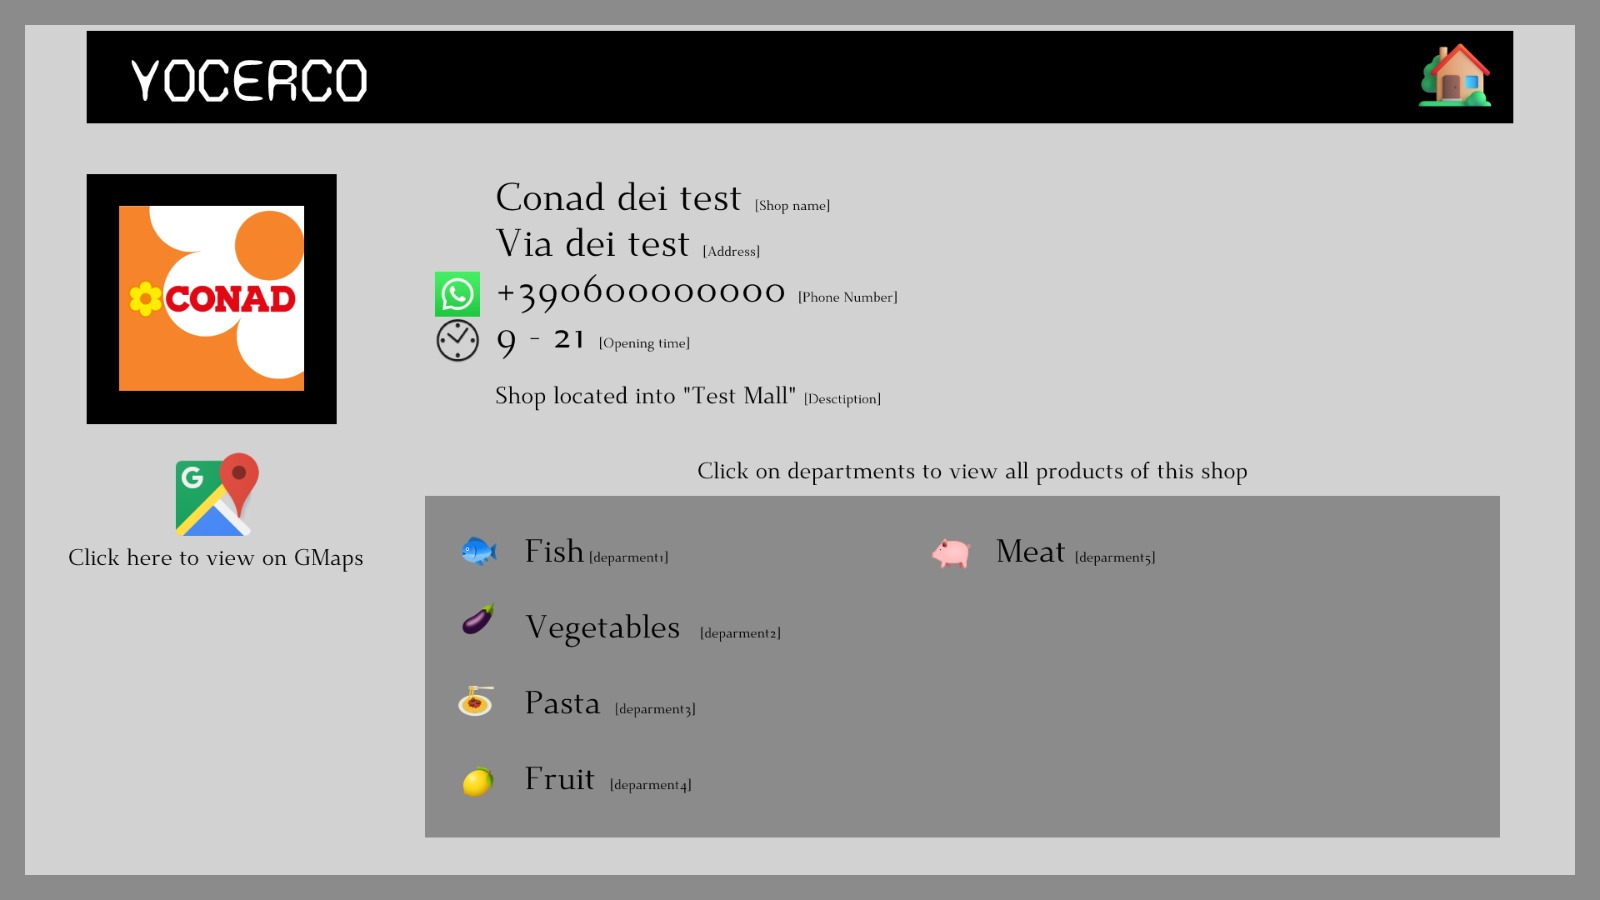 YOCERCO
CONAD
Conad dei test [Shop name]
Via dei test [Address]
+390600000000 [Phone Number]
9 - 21 [Opening time]
Shop located into "Test Mall" [Desctiption]
G
Click here to view on GMaps
Click on departments to view all products of this shop
Fish [deparment1]
Meat [deparment5]
Vegetables [deparment2]
Pasta [deparment3]
Fruit [deparment4]